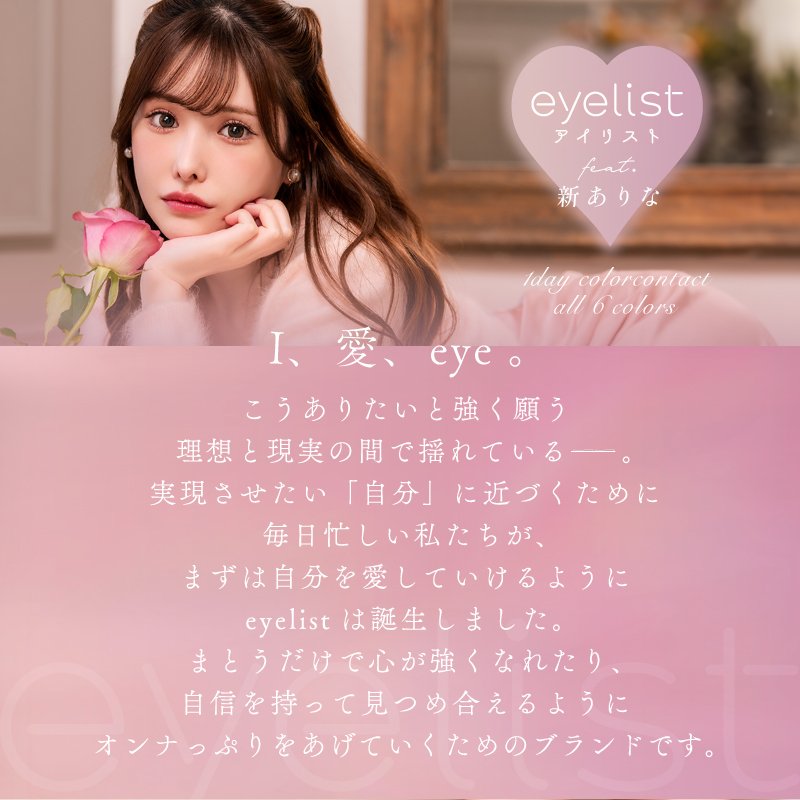 eyelist
アイリスト
feat.
新ありな
1day colorcontact
all 6 colors
I、愛、eye。
こうありたいと強く願う
理想と現実の間で揺れている──。
実現させたい「自分」に近づくために
毎日忙しい私たちが、
まずは自分を愛していけるように
eyelistは誕生しました。
まとうだけで心が強くなれたり、
自信を持って見つめ合えるように
オンナっぷりをあげていくためのブランドです。
eyelist